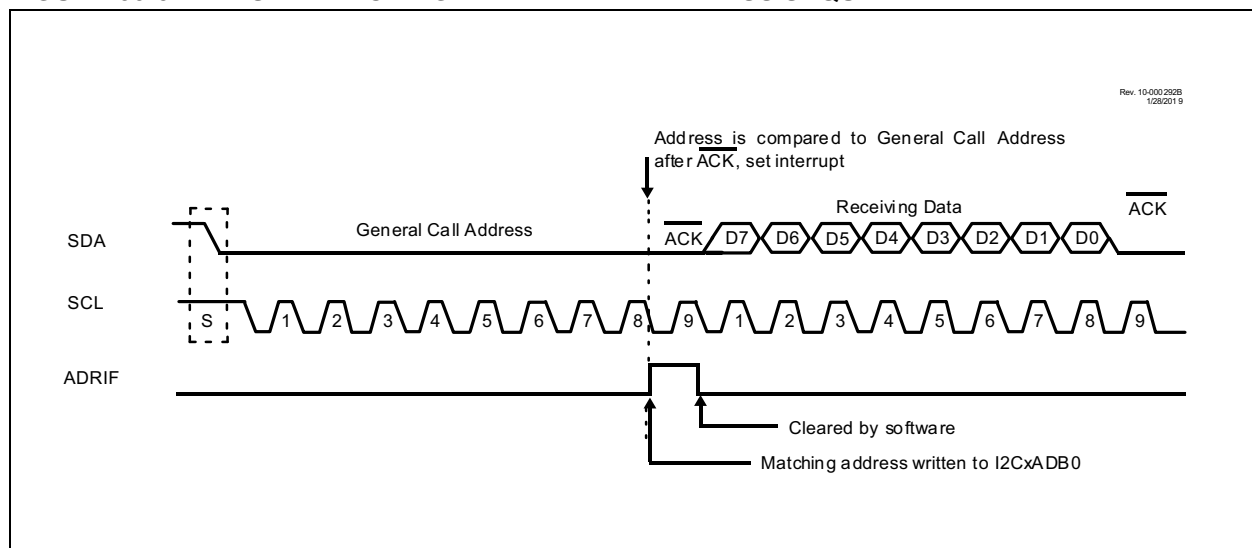 Rev. 10-000292B
1/28/2019
Address is compared to General Call Address
after ACK, set interrupt
Receiving Data
ACK
SDA
General Call Address
ACK
D7 D6 D5 D4 D3 D2 D1 D0
SCL
S 1 2 3 4 5 6 7 8 9 1 2 3 4 5 6 7 8 9
ADRIF
Cleared by software
Matching address written to I2CxADB0